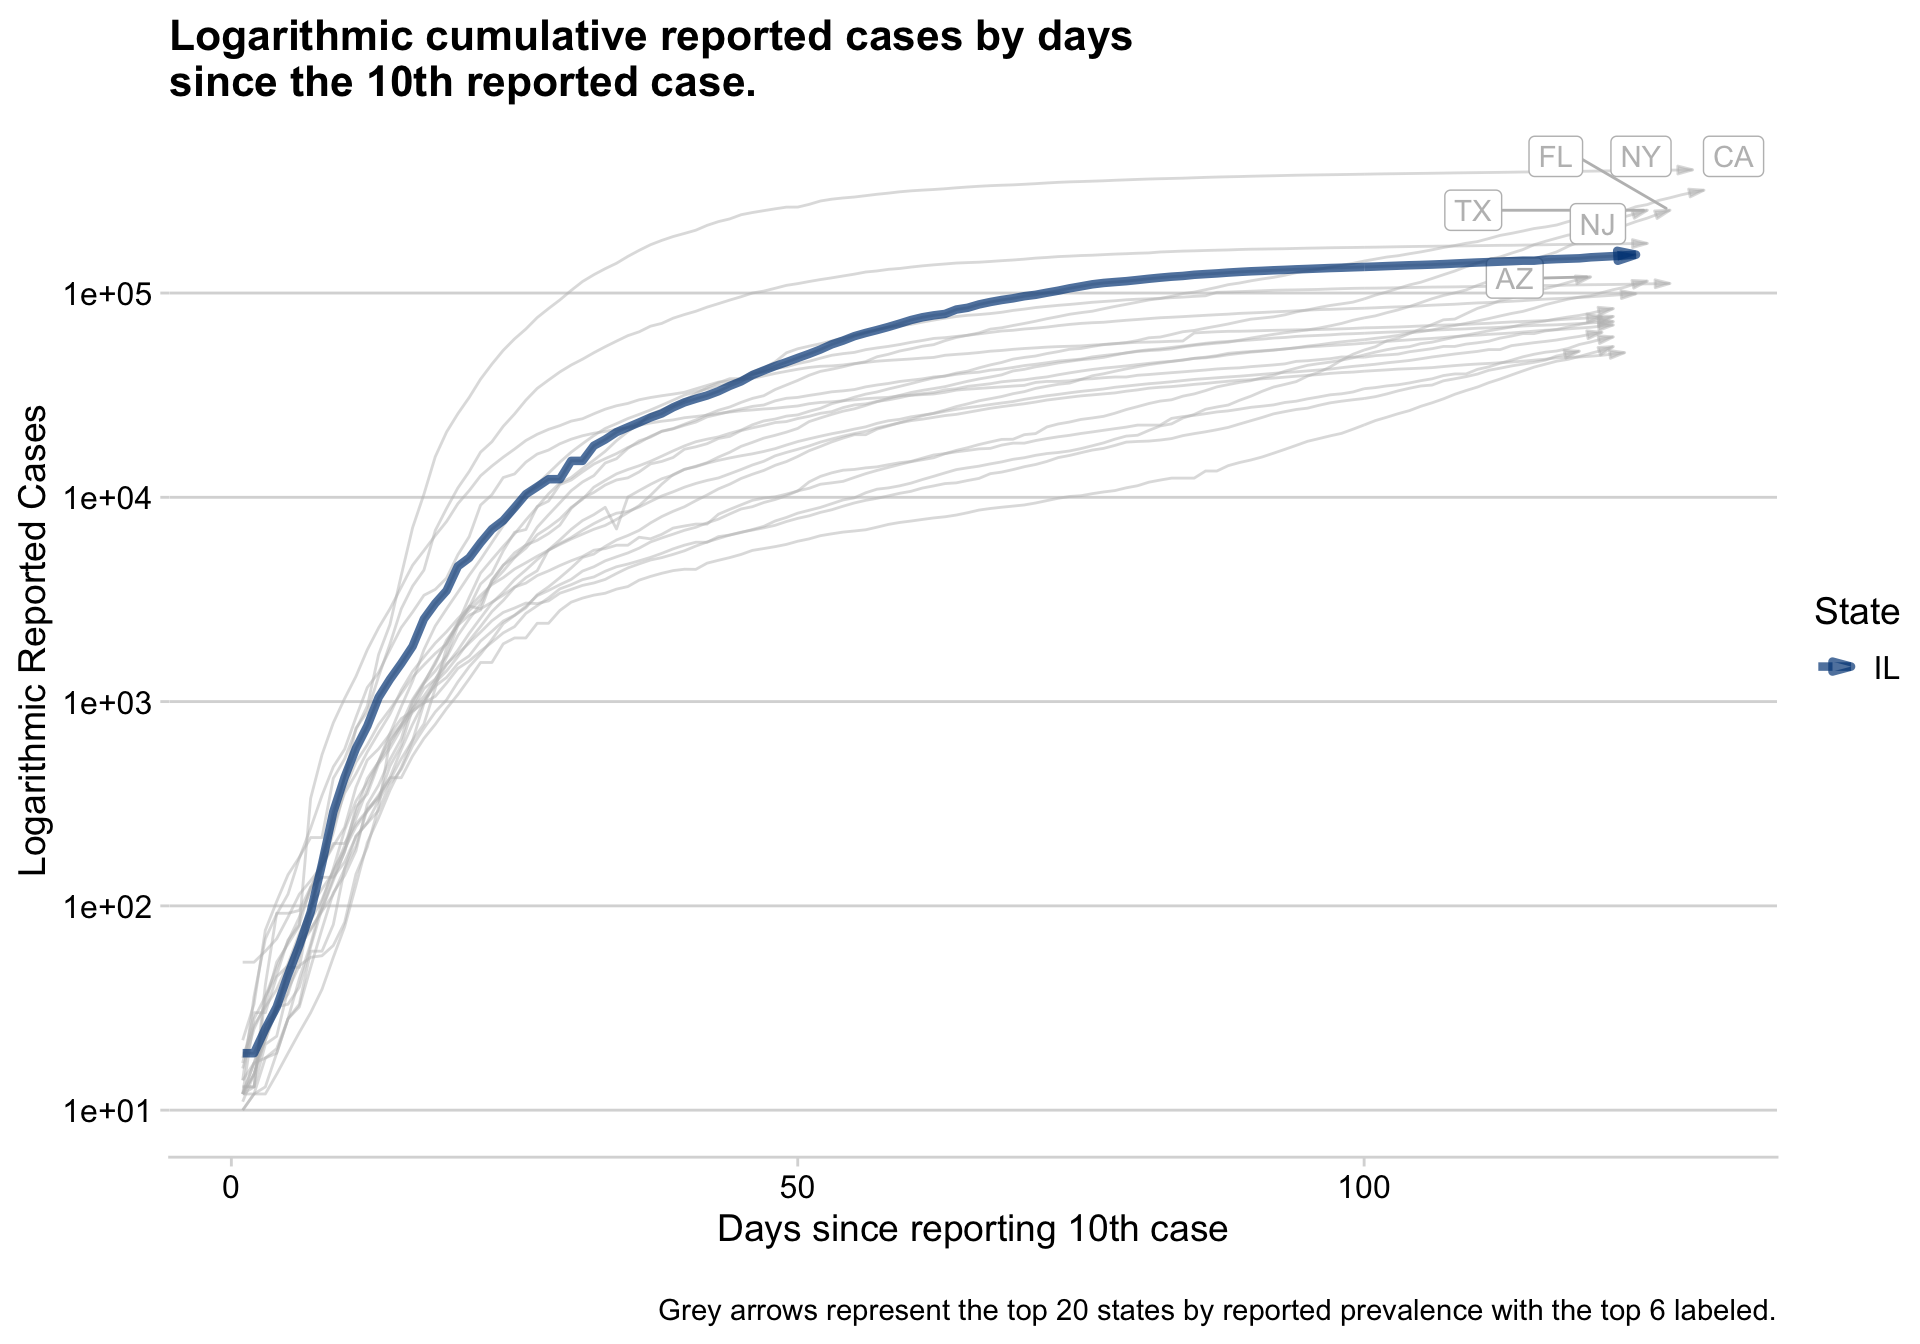 Logarithmic cumulative reported cases by days
since the 10th reported case.
FL
NY
CA
TX
NJ
AZ
1e+05
1e+04
1e+03
1e+02
1e+01
Logarithmic Reported Cases
0
50
100
Days since reporting 10th case
State
IL
Grey arrows represent the top 20 states by reported prevalence with the top 6 labeled.